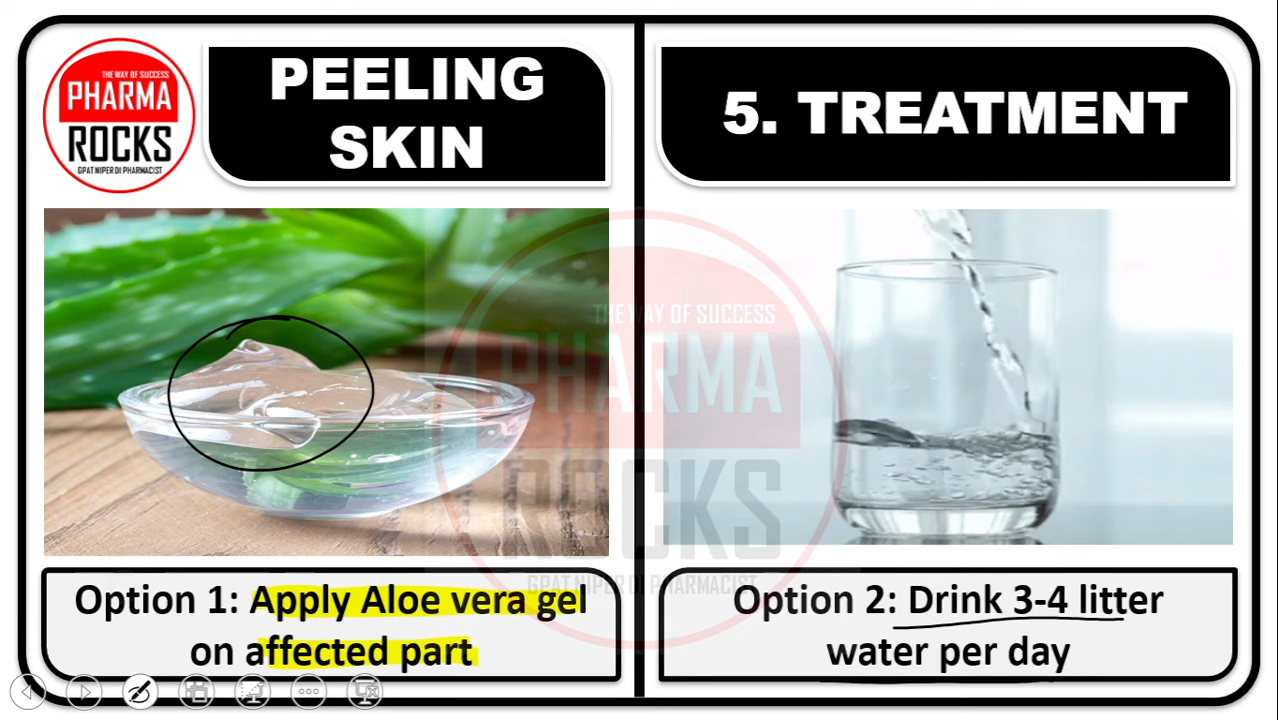 THE WAY OF SUCCESS
PHARMA
ROCKS
GPAT NIPER DI PHARMACIST
PEELING
SKIN
5. TREATMENT
THE WAY OF SUCCESS
PHARMA
ROCKS
GPAT NIPER DI PHARMACIST
Option 1: Apply Aloe vera gel
on affected part
Option 2: Drink 3-4 litter
water per day